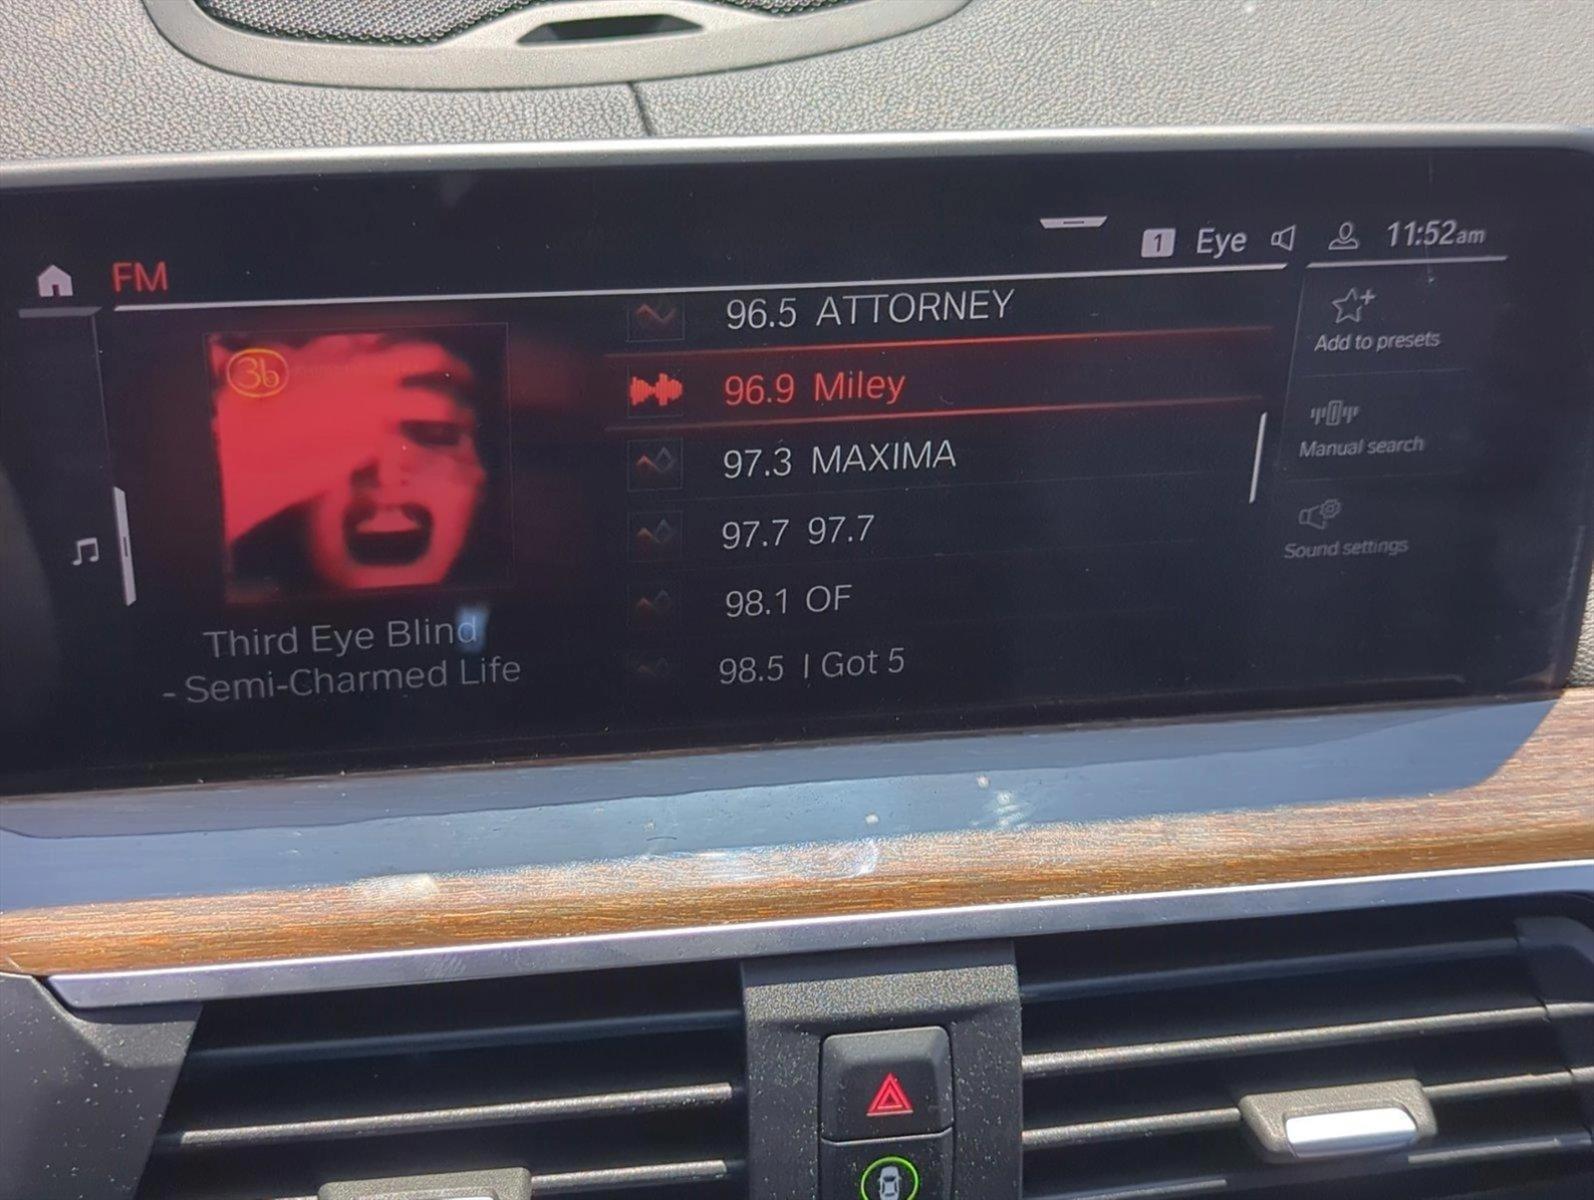 1 Eye 11:52am
FM
3b
96.5 ATTORNEY
96.9 Miley
97.3 MAXIMA
97.7 97.7
98.1 OF
98.5 I Got 5
Third Eye Blind
- Semi-Charmed Life
Add to presets
Manual search
Sound settings